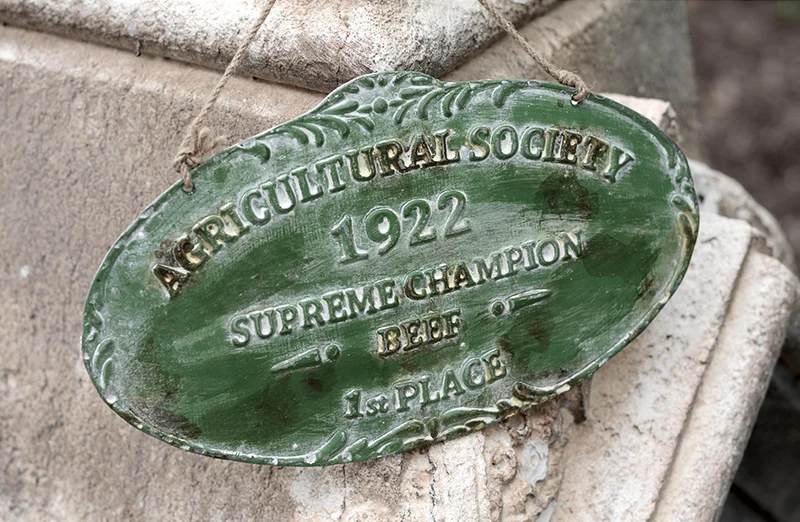 AGRICULTURAL SOCIETY
1922
SUPREME CHAMPION
BEEF
1st PLACE